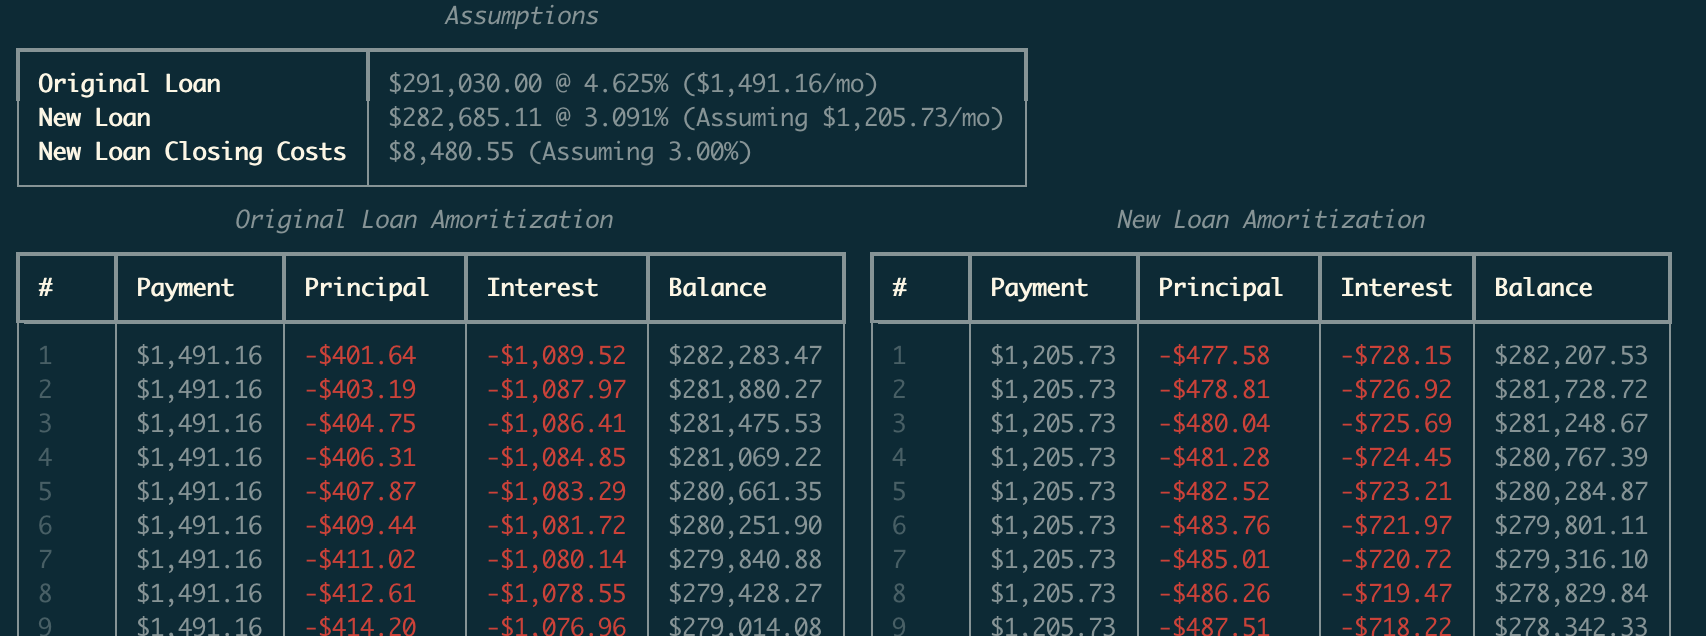 Assumptions
Original Loan $291,030.00 @ 4.625% ($1,491.16/mo)
New Loan $282,685.11 @ 3.091% (Assuming $1,205.73/mo)
New Loan Closing Costs $8,480.55 (Assuming 3.00%)
Original Loan Amoritization New Loan Amoritization
# Payment Principal Interest Balance # Payment Principal Interest Balance
1 $1,491.16 -$401.64 -$1,089.52 $282,283.47 1 $1,205.73 -$477.58 -$728.15 $282,207.53
2 $1,491.16 -$403.19 -$1,087.97 $281,880.27 2 $1,205.73 -$478.81 -$726.92 $281,728.72
3 $1,491.16 -$404.75 -$1,086.41 $281,475.53 3 $1,205.73 -$480.04 -$725.69 $281,248.67
4 $1,491.16 -$406.31 -$1,084.85 $281,069.22 4 $1,205.73 -$481.28 -$724.45 $280,767.39
5 $1,491.16 -$407.87 -$1,083.29 $280,661.35 5 $1,205.73 -$482.52 -$723.21 $280,284.87
6 $1,491.16 -$409.44 -$1,081.72 $280,251.90 6 $1,205.73 -$483.76 -$721.97 $279,801.11
7 $1,491.16 -$411.02 -$1,080.14 $279,840.88 7 $1,205.73 -$485.01 -$720.72 $279,316.10
8 $1,491.16 -$412.61 -$1,078.55 $279,428.27 8 $1,205.73 -$486.26 -$719.47 $278,829.84
9 $1,491.16 -$414.20 -$1,076.96 $279,014.08 9 $1,205.73 -$487.51 -$718.22 $278,342.33